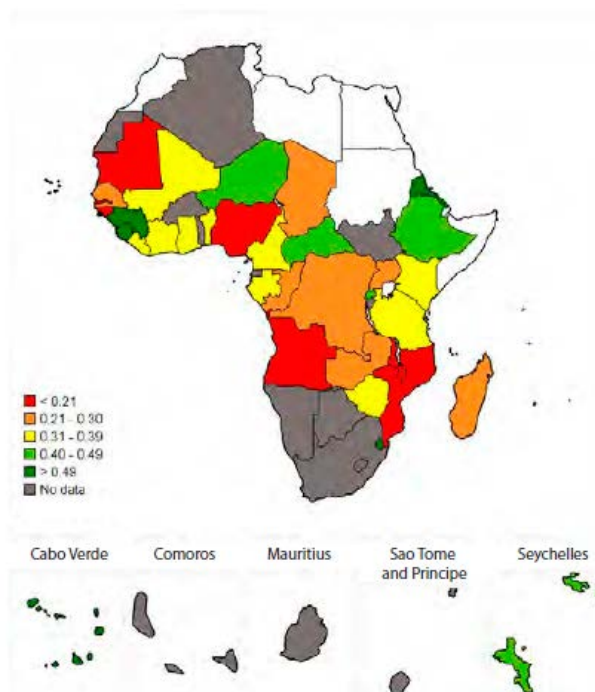 < 0.21
0.21 - 0.30
0.31 - 0.39
0.40 - 0.49
> 0.49
No data
Cabo Verde
Comoros
Mauritius
Sao Tome
and Principe
Seychelles